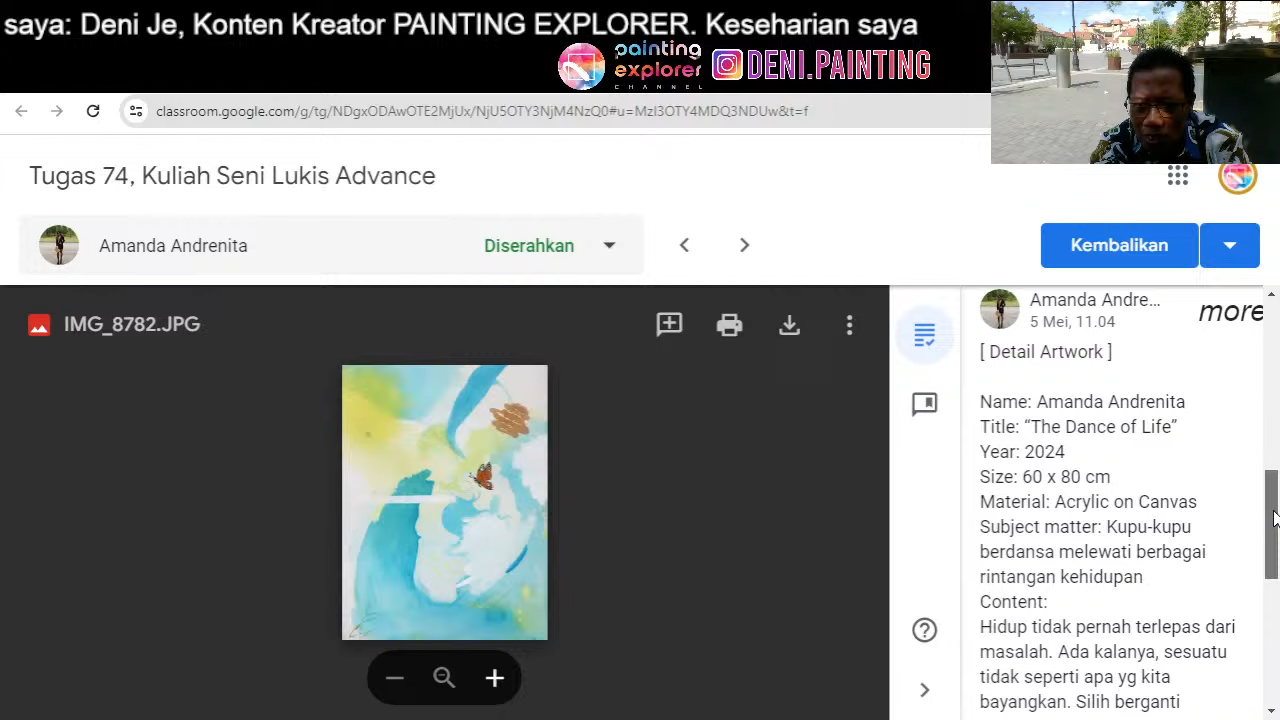 saya: Deni Je, Konten Kreator PAINTING EXPLORER. Keseharian saya
painting
explorer
CHANNEL
DENI.PAINTING
classroom.google.com/g/tg/NDgxODAwOTE2MjUx/NjU5OTY3NjM4NzQ0#u=MzI3OTY4MDQ3NDUw&t=f
Tugas 74, Kuliah Seni Lukis Advance
Amanda Andrenita
Diserahkan
Kembalikan
IMG_8782.JPG
Amanda Andre...
5 Mei, 11.04
more
[ Detail Artwork ]
Name: Amanda Andrenita
Title: “The Dance of Life”
Year: 2024
Size: 60 x 80 cm
Material: Acrylic on Canvas
Subject matter: Kupu-kupu
berdansa melewati berbagai
rintangan kehidupan
Content:
Hidup tidak pernah terlepas dari
masalah. Ada kalanya, sesuatu
tidak seperti apa yg kita
bayangkan. Silih berganti